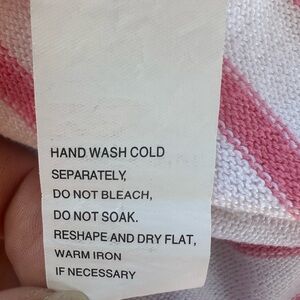 HAND WASH COLD
SEPARATELY,
DO NOT BLEACH,
DO NOT SOAK.
RESHAPE AND DRY FLAT,
WARM IRON
IF NECESSARY